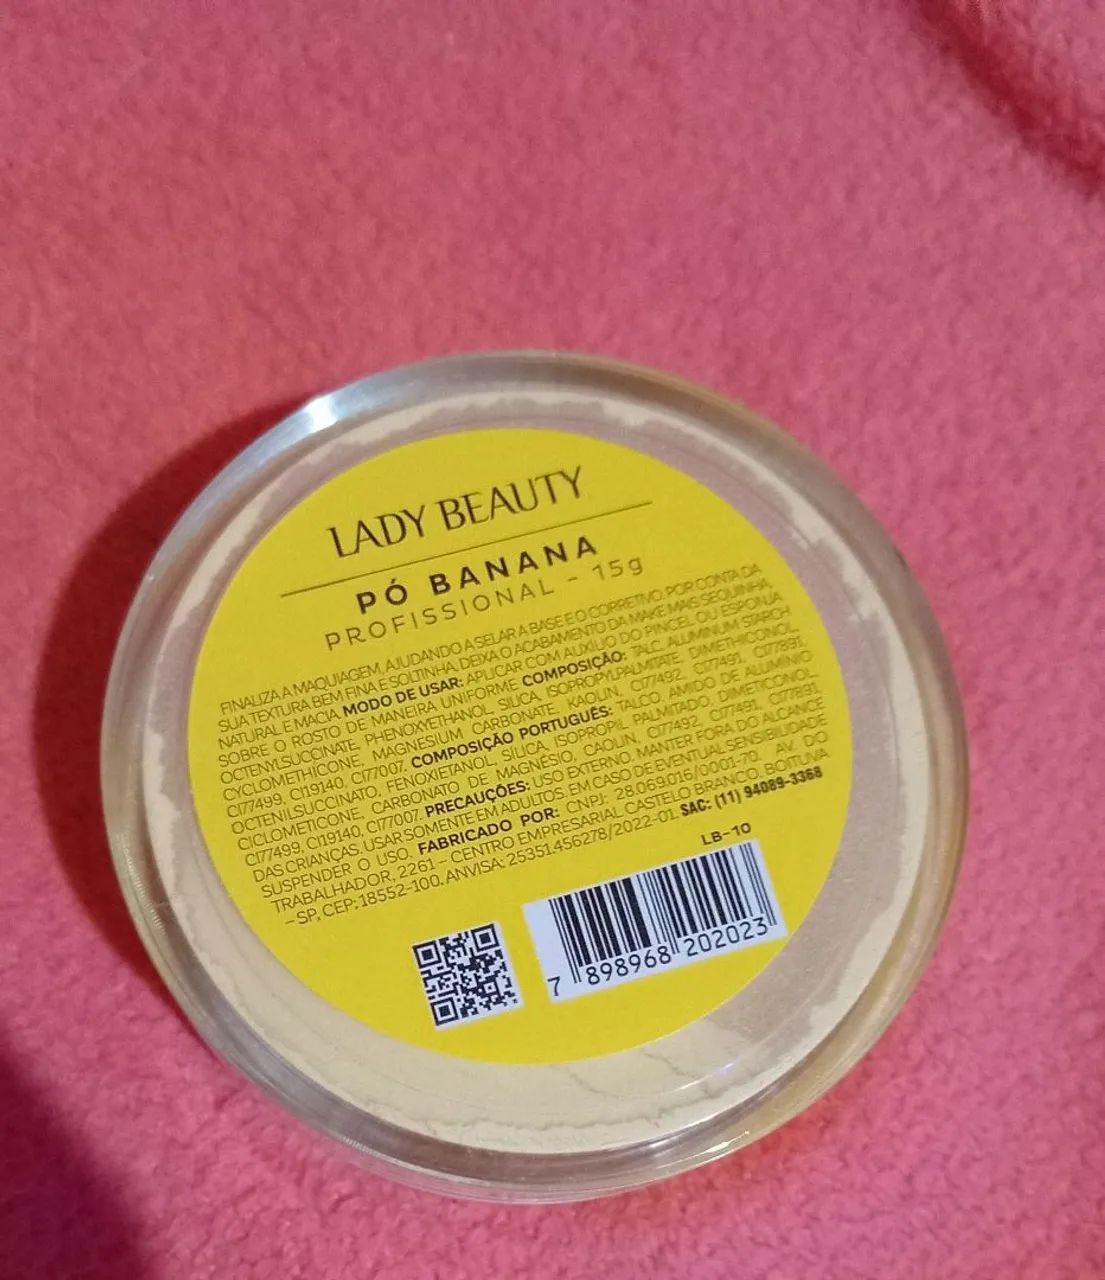 LADY BEAUTY
PÓ BANANA
PROFISSIONAL - 15g
FINALIZA A MAQUIAGEM, AJUDANDO A SELAR A BASE E O CORRETIVO. POR CONTA DA
SUA TEXTURA BEM FINA E SOLTINHA, DEIXA O ACABAMENTO DA MAKE MAIS SEQUINHA,
NATURAL E MACIA. MODO DE USAR: APLICAR COM AUXILIO DO PINCEL OU ESPONJA
SOBRE O ROSTO DE MANEIRA UNIFORME COMPOSIÇÃO: TALC, ALUMINUM STARCH
OCTENYLSUCCINATE, PHENOXYETHANOL, SILICA, ISOPROPYLPALMITATE, DIMETHICONOL,
CYCLOMETHICONE, MAGNESIUM CARBONATE, KAOLIN, CI77492, CI77491, CI77891,
CI77499, CI19140, CI77007. COMPOSIÇÃO PORTUGUÊS: TALCO, AMIDO DE ALUMÍNIO
OCTENILSUCCINATO, FENOXIETANOL, SÍLICA, ISOPROPIL PALMITADO, DIMETICONOL,
CICLOMETICONE, CARBONATO DE MAGNÉSIO, CAOLIN, CI77492, CI77491, CI77891,
CI77499, CI19140, CI77007. PRECAUÇÕES: USO EXTERNO. MANTER FORA DO ALCANCE
DAS CRIANÇAS. USAR SOMENTE EM ADULTOS. EM CASO DE EVENTUAL SENSIBILIDADE
SUSPENDER O USO. FABRICADO POR: CNPJ: 28.069.016/0001-70 AV. DO
TRABALHADOR, 2261 - CENTRO EMPRESARIAL CASTELO BRANCO. BOITUVA
- SP, CEP: 18552-100. ANVISA: 25351.456278/2022-01. SAC: (11) 94089-3368
LB-10
7 898968 202023